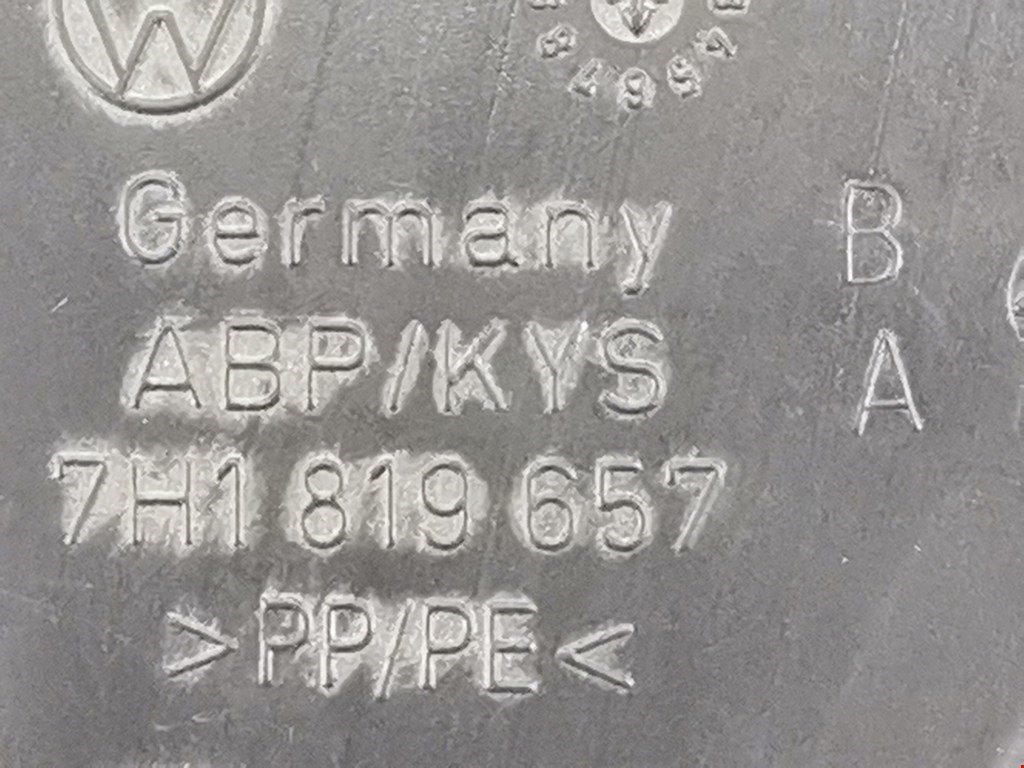 Germany B
ABP/KYS A
7H1 819 657
>PP/PE<